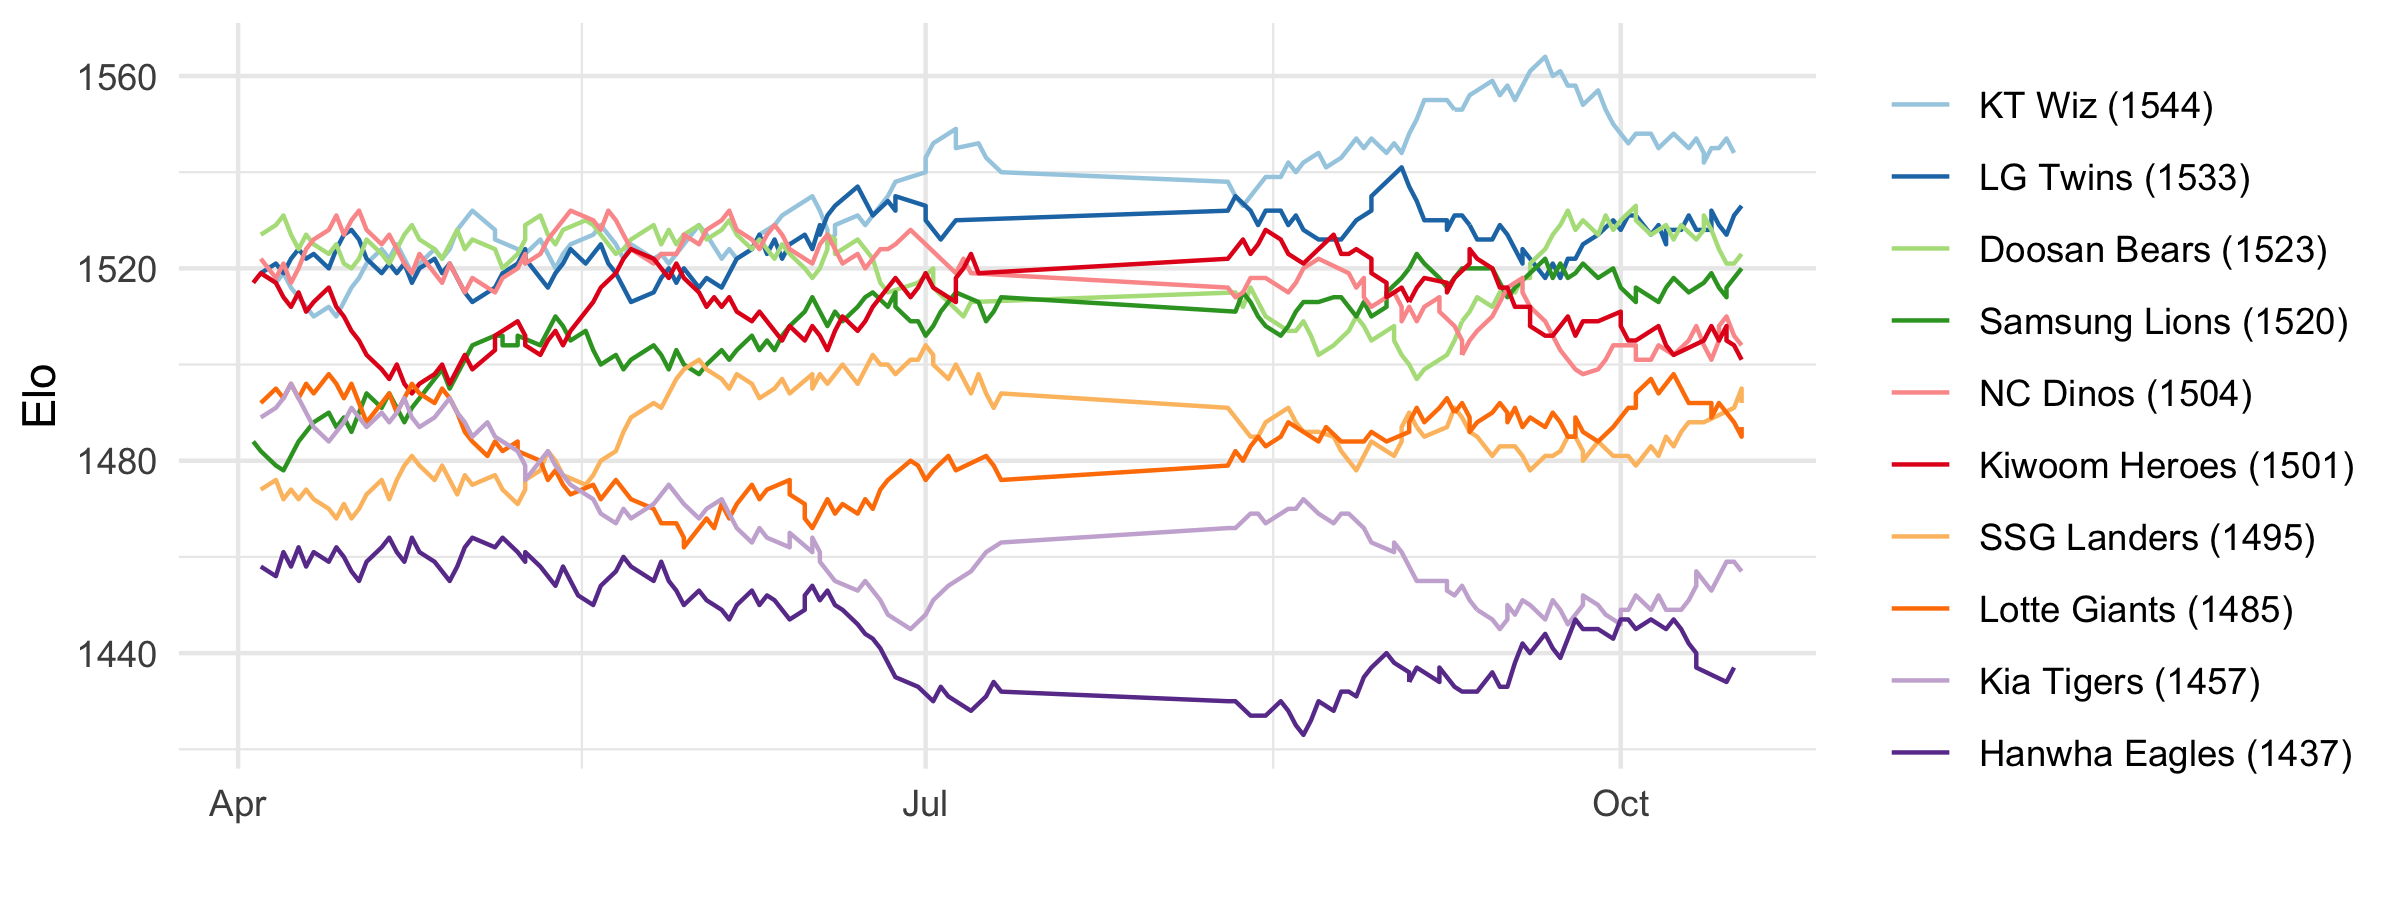 Elo
1560
1520
1480
1440
Apr
Jul
Oct
KT Wiz (1544)
LG Twins (1533)
Doosan Bears (1523)
Samsung Lions (1520)
NC Dinos (1504)
Kiwoom Heroes (1501)
SSG Landers (1495)
Lotte Giants (1485)
Kia Tigers (1457)
Hanwha Eagles (1437)